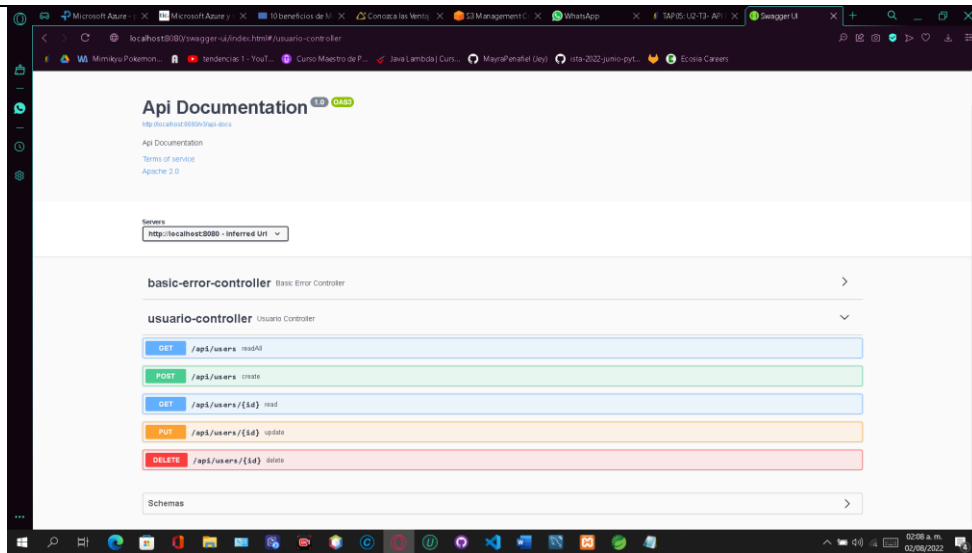 Microsoft Azure -
Microsoft Azure y
10 beneficios de M
Conozca las Ventaj
S3 Management C
WhatsApp
TAP05: U2-T3- API
Swagger UI
localhost:8080/swagger-ui/index.html#/usuario-controller
Mimikyu Pokemon...
tendencias 1 - YouT...
Curso Maestro de P...
Java Lambda | Curs...
MayraPenafiel (Jey)
ista-2022-junio-pyt...
Ecosia Careers
Api Documentation 1.0 OAS3
http://localhost:8080/v3/api-docs
Api Documentation
Terms of service
Apache 2.0
Servers
http://localhost:8080 - Inferred Url
basic-error-controller Basic Error Controller
usuario-controller Usuario Controller
GET /api/users readAll
POST /api/users create
GET /api/users/{id} read
PUT /api/users/{id} update
DELETE /api/users/{id} delete
Schemas
02:08 a. m.
02/08/2022